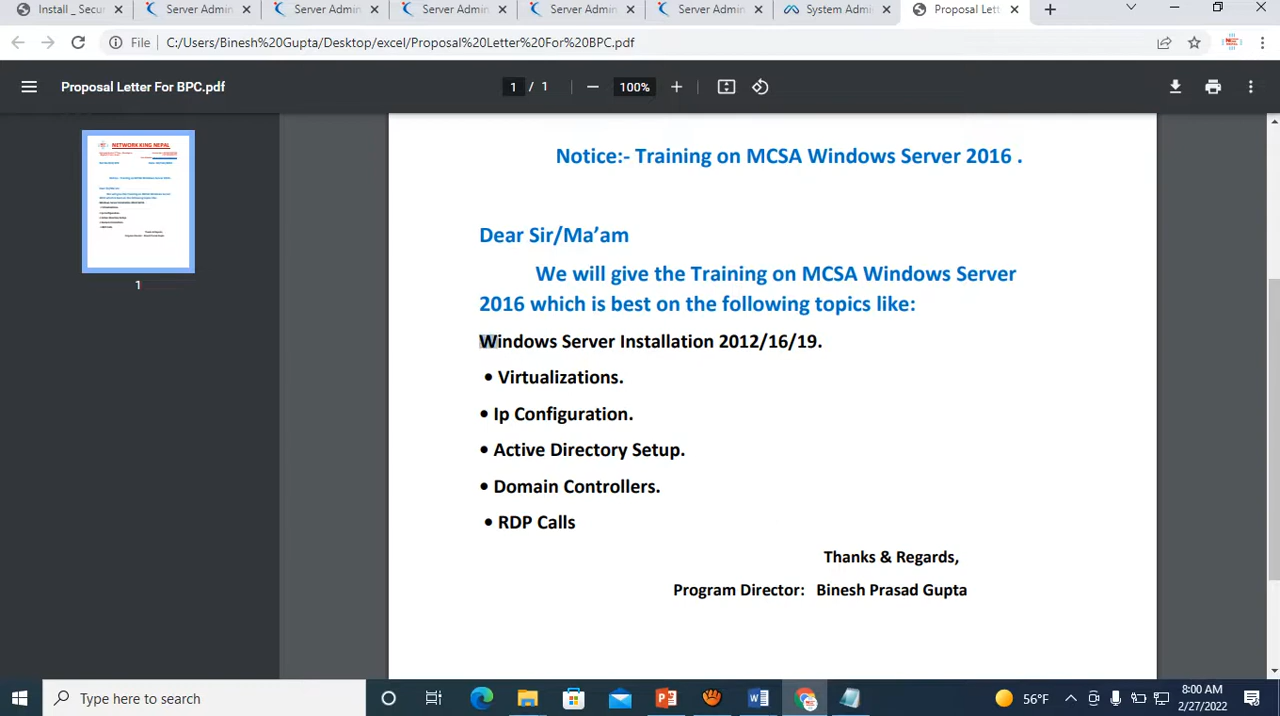 Install _ Secur
Server Admin
Server Admin
Server Admin
Server Admin
Server Admin
System Admi
Proposal Lett
File C:/Users/Binesh%20Gupta/Desktop/excel/Proposal%20Letter%20For%20BPC.pdf
Proposal Letter For BPC.pdf
1 / 1
100%
NETWORK KING NEPAL
1
Notice:- Training on MCSA Windows Server 2016 .
Dear Sir/Ma’am
We will give the Training on MCSA Windows Server
2016 which is best on the following topics like:
Windows Server Installation 2012/16/19.
• Virtualizations.
• Ip Configuration.
• Active Directory Setup.
• Domain Controllers.
• RDP Calls
Thanks & Regards,
Program Director: Binesh Prasad Gupta
Type here to search
56°F
8:00 AM
2/27/2022